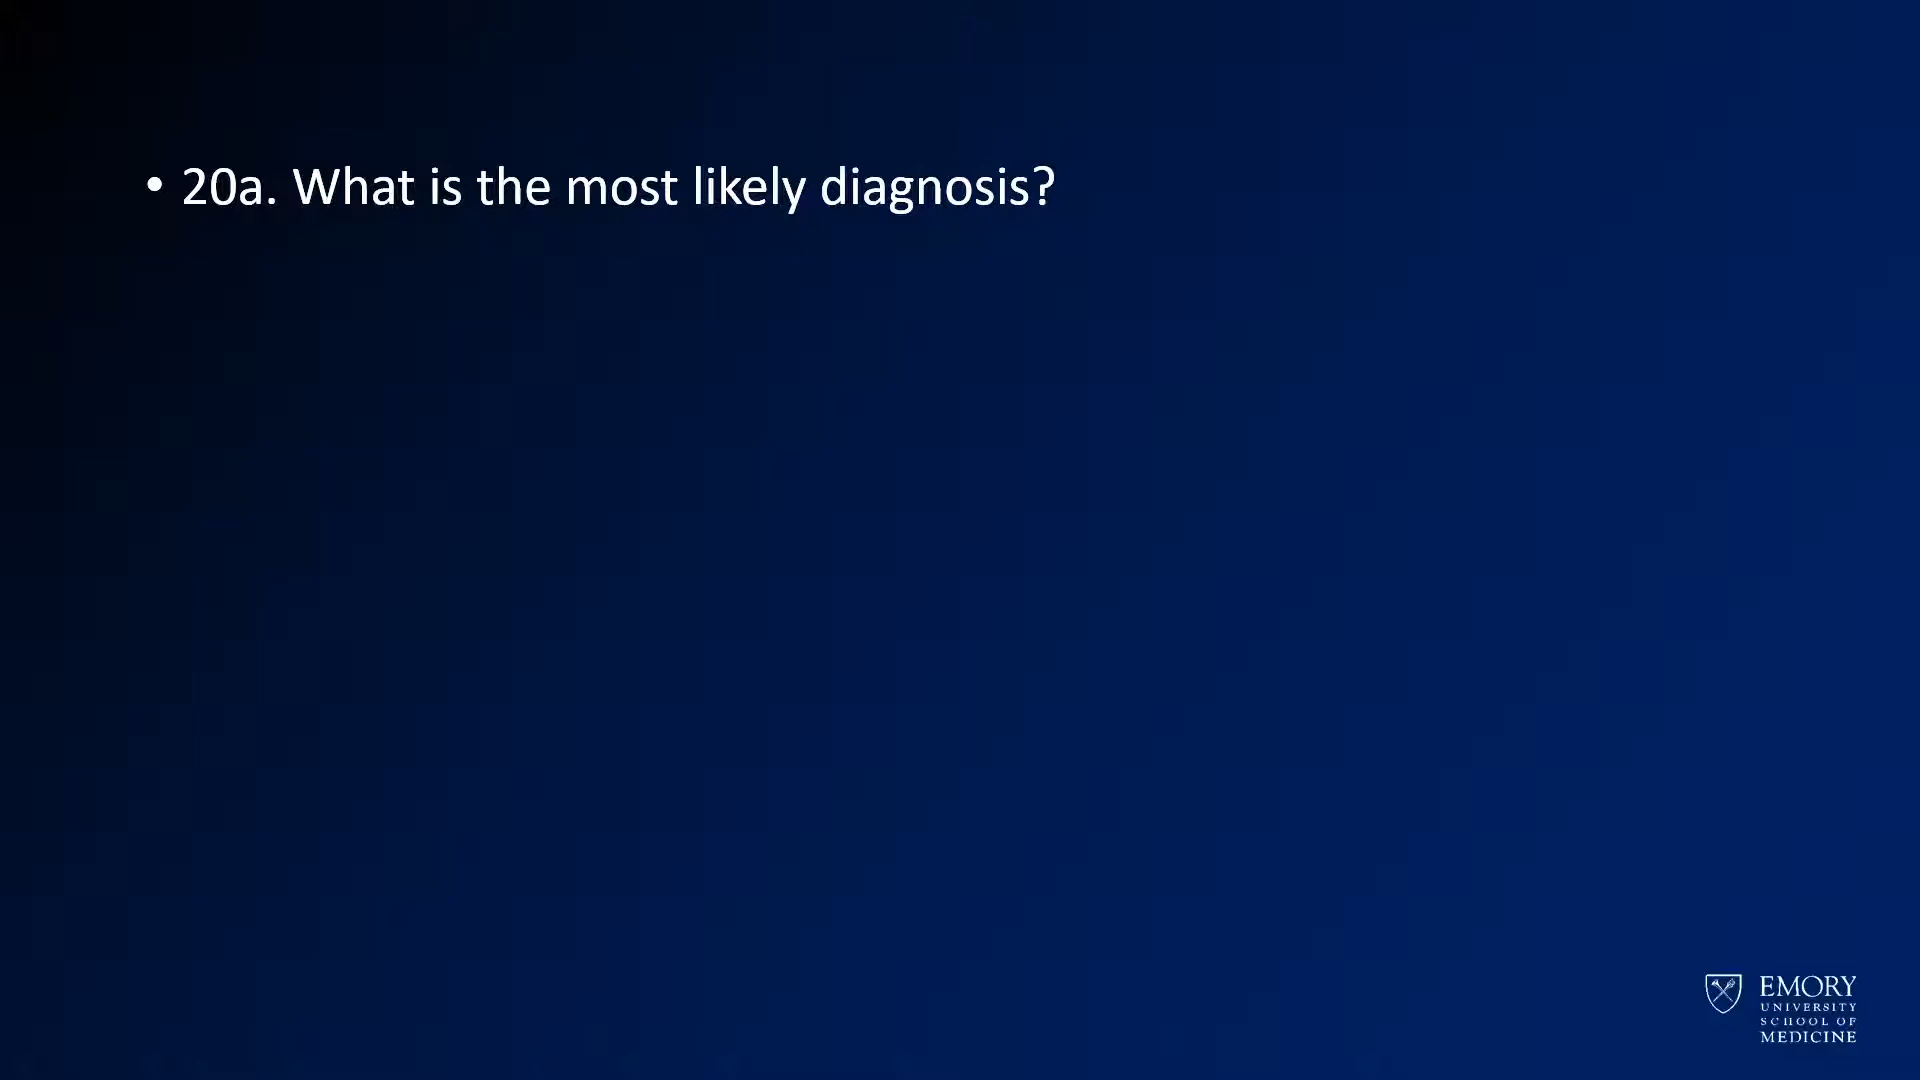 • 20a. What is the most likely diagnosis?
EMORY
UNIVERSITY
SCHOOL OF
MEDICINE